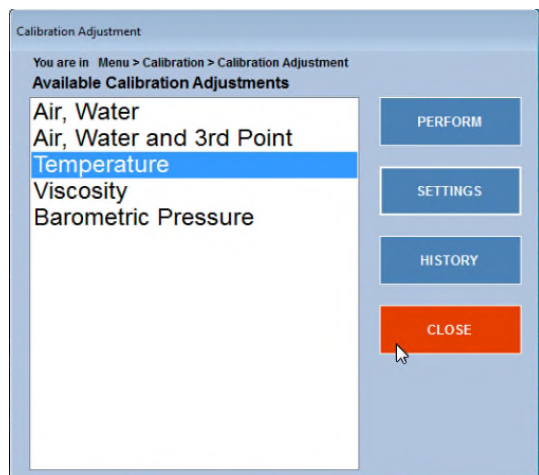 Calibration Adjustment
You are in Menu > Calibration > Calibration Adjustment
Available Calibration Adjustments
Air, Water
Air, Water and 3rd Point
Temperature
Viscosity
Barometric Pressure
PERFORM
SETTINGS
HISTORY
CLOSE